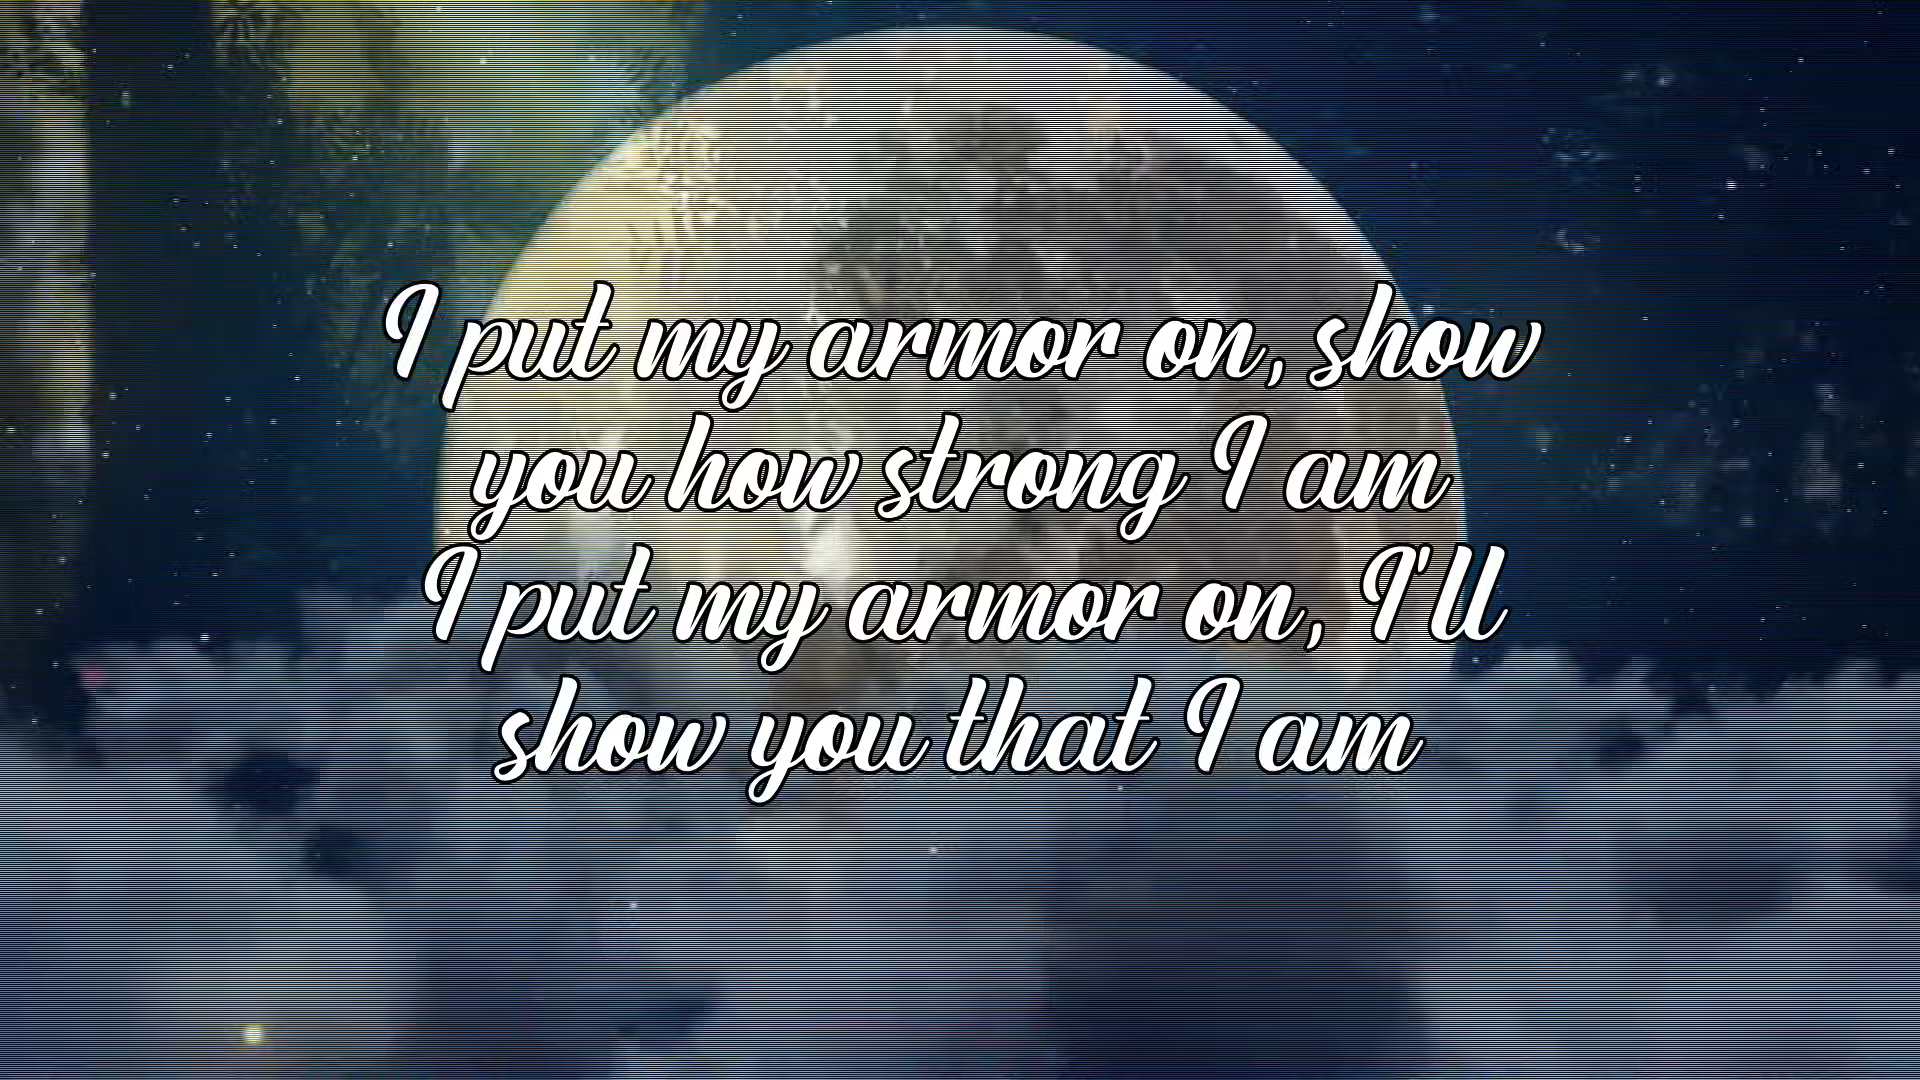 I put my armor on, show
you how strong I am
I put my armor on, I'll
show you that I am